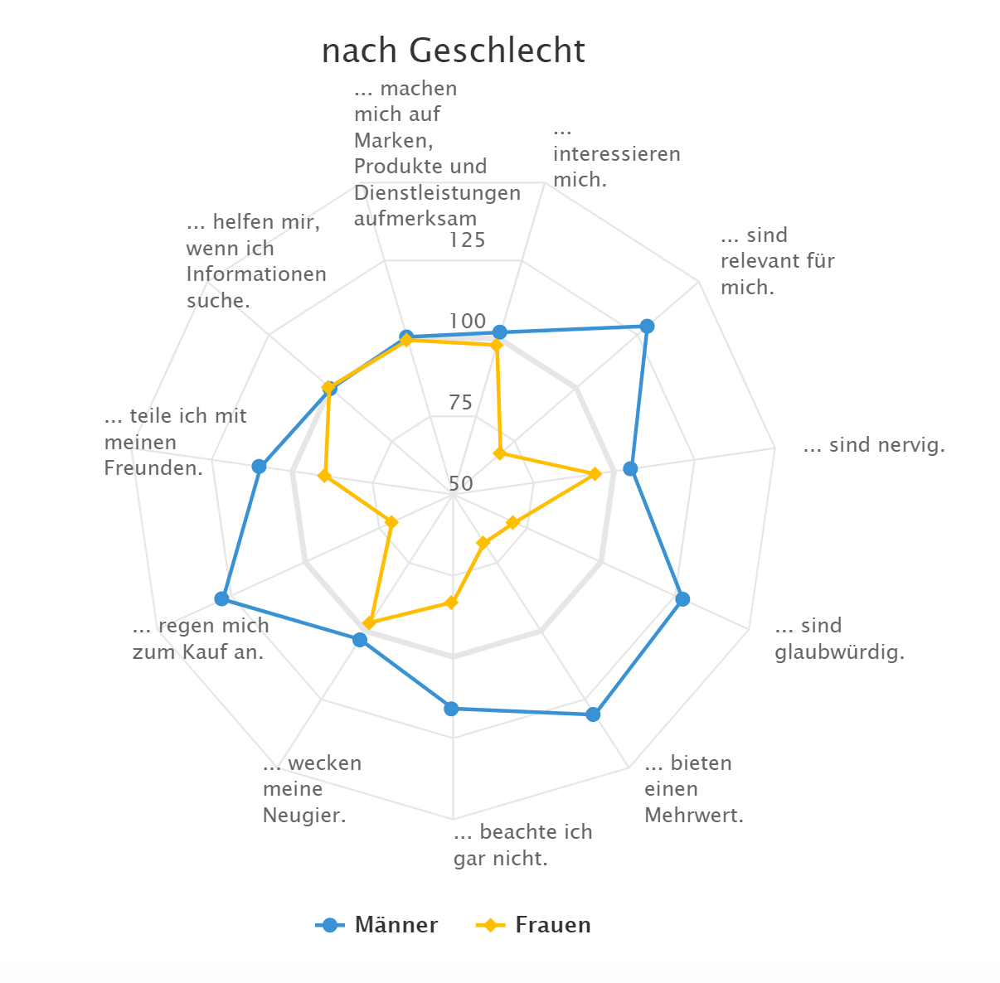 nach Geschlecht
... machen
mich auf
Marken,
Produkte und
Dienstleistungen
aufmerksam
...
interessieren
mich.
... sind
relevant für
mich.
... sind nervig.
... sind
glaubwürdig.
... bieten
einen
Mehrwert.
... beachte ich
gar nicht.
... wecken
meine
Neugier.
... regen mich
zum Kauf an.
... teile ich mit
meinen
Freunden.
... helfen mir,
wenn ich
Informationen
suche.
125
100
75
50
Männer
Frauen